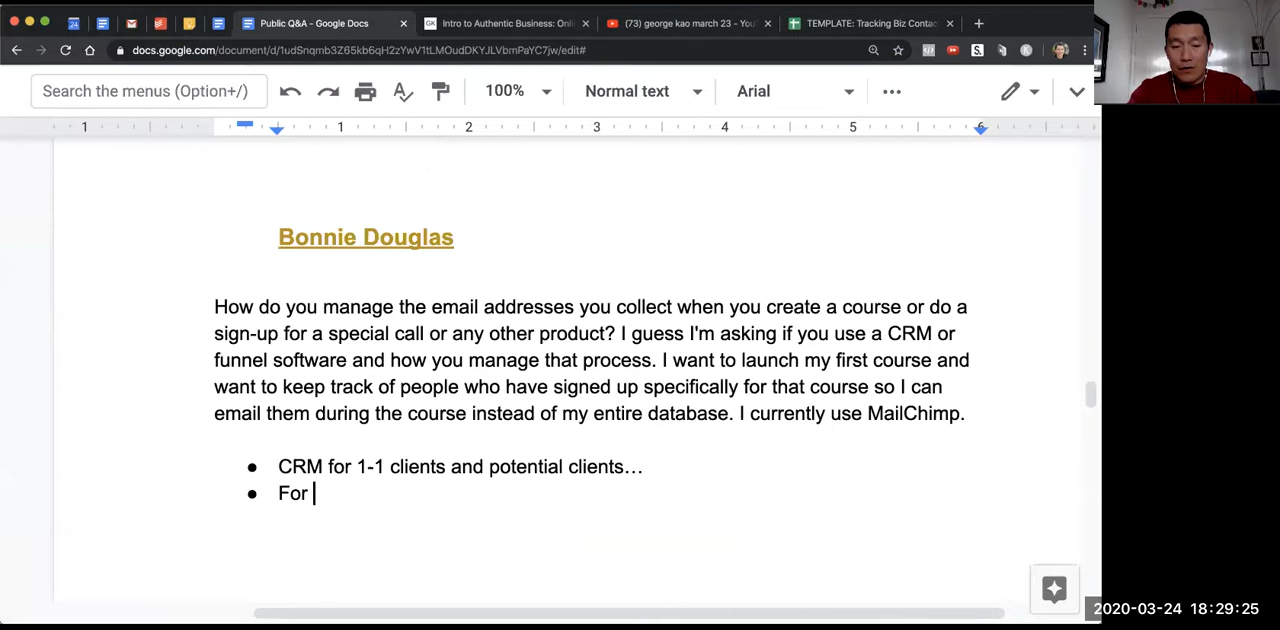 Public Q&A - Google Docs
Intro to Authentic Business: Onli
(73) george kao march 23 - You
TEMPLATE: Tracking Biz Contac
docs.google.com/document/d/1udSnqmb3Z65kb6qH2zYwV1tLMOudDKYJLVbmPaYC7jw/edit#
Search the menus (Option+/)
100%
Normal text
Arial
1 1 2 3 4 5 6
Bonnie Douglas
How do you manage the email addresses you collect when you create a course or do a
sign-up for a special call or any other product? I guess I'm asking if you use a CRM or
funnel software and how you manage that process. I want to launch my first course and
want to keep track of people who have signed up specifically for that course so I can
email them during the course instead of my entire database. I currently use MailChimp.
● CRM for 1-1 clients and potential clients…
● For
2020-03-24 18:29:25